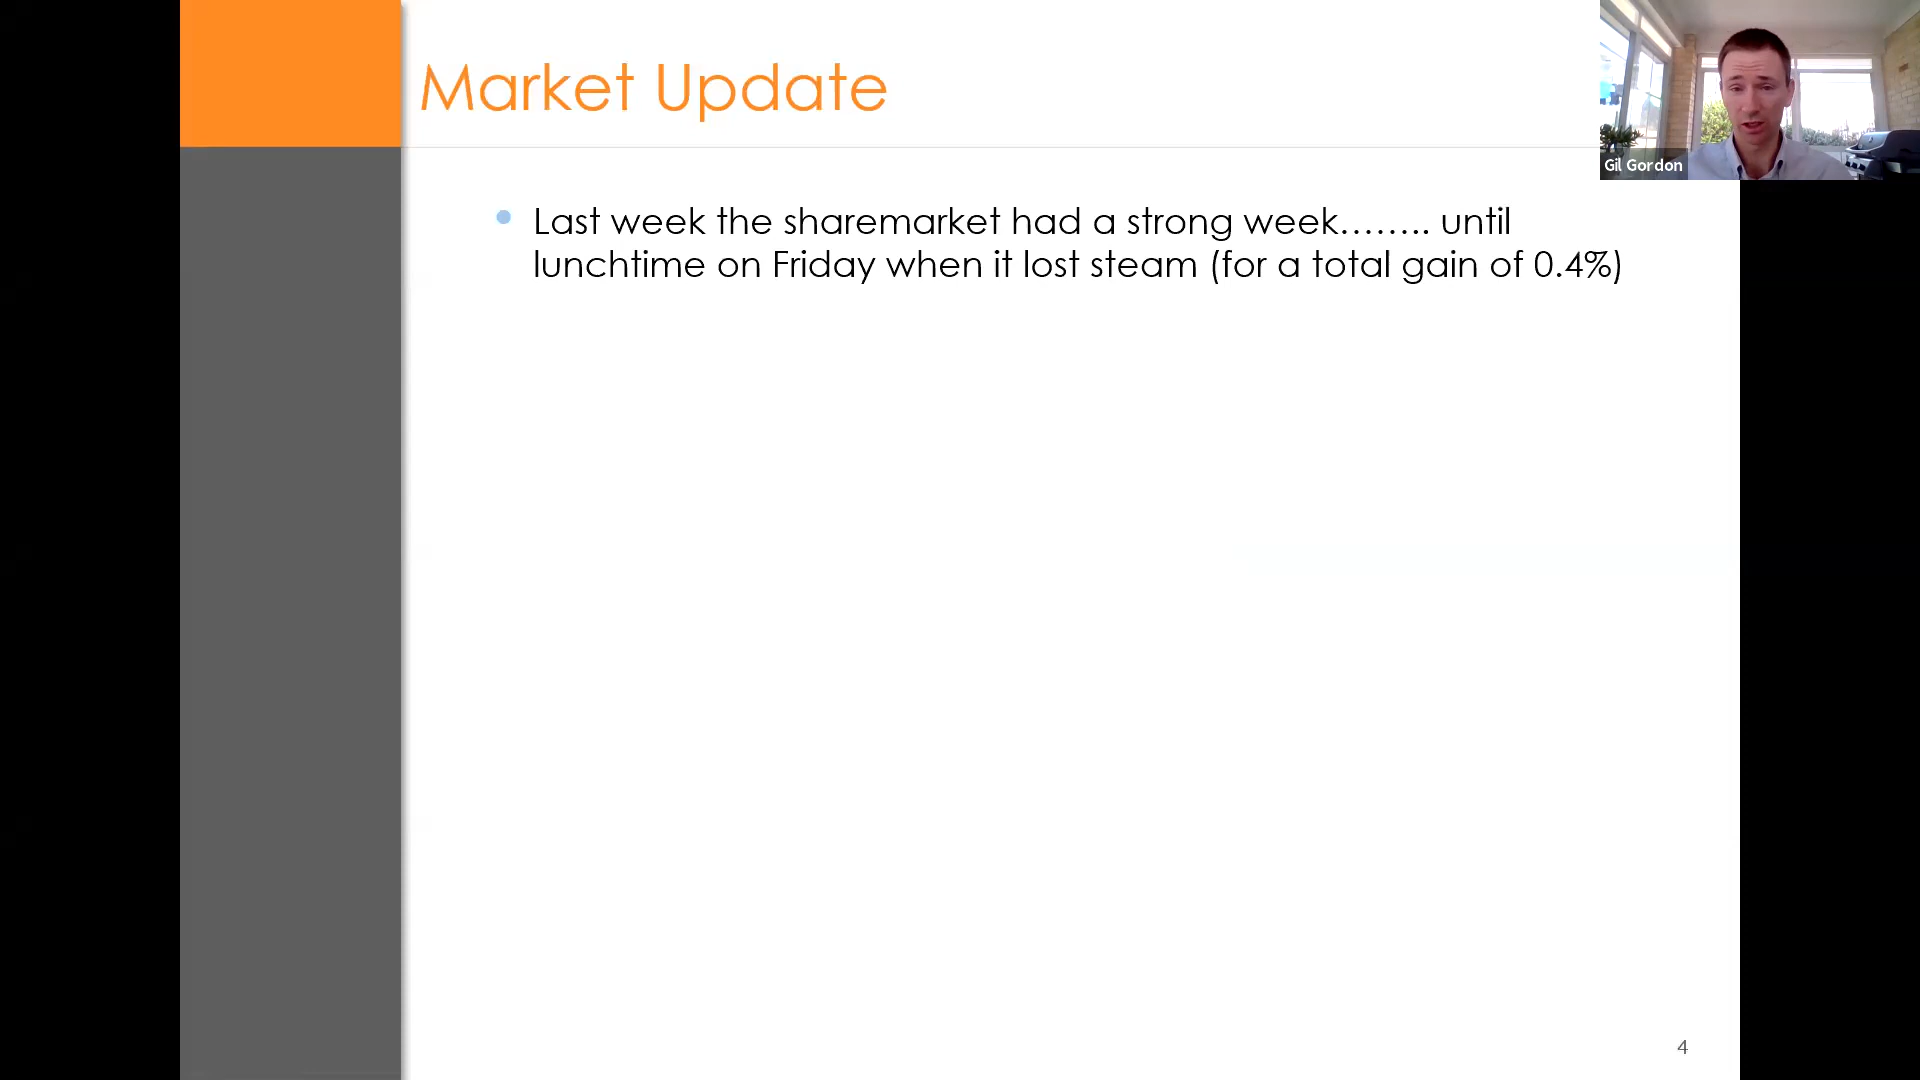 Market Update
Gil Gordon
Last week the sharemarket had a strong week…….. until
lunchtime on Friday when it lost steam (for a total gain of 0.4%)
4